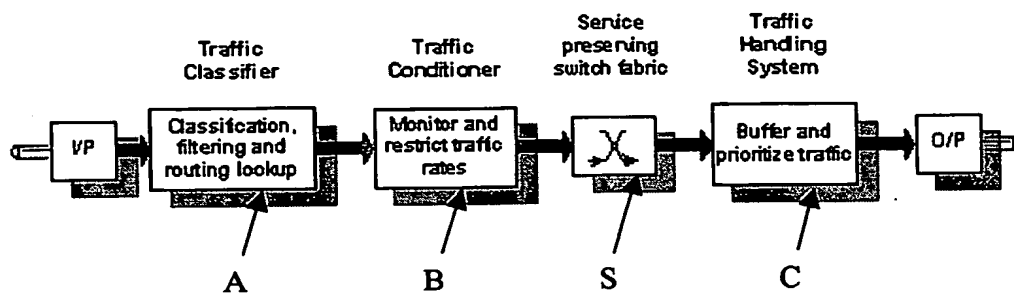 Traffic
Classifier
Traffic
Conditioner
Service
preserving
switch fabric
Traffic
Handling
System
I/P
Classification,
filtering and
routing lookup
Monitor and
restrict traffic
rates
Buffer and
prioritize traffic
O/P
A
B
S
C